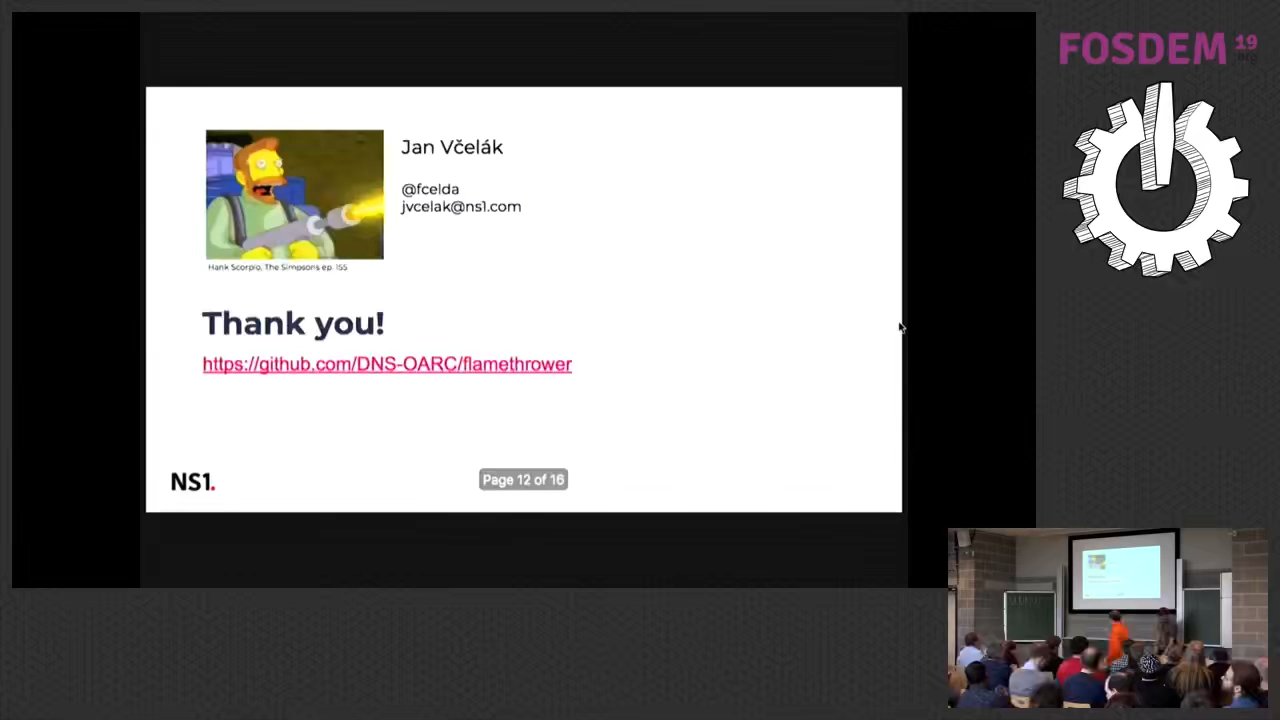 FOSDEM 19
.org
Jan Včelák
@fcelda
jvcelak@ns1.com
Hank Scorpio, The Simpsons ep. 155
Thank you!
https://github.com/DNS-OARC/flamethrower
NS1.
Page 12 of 16